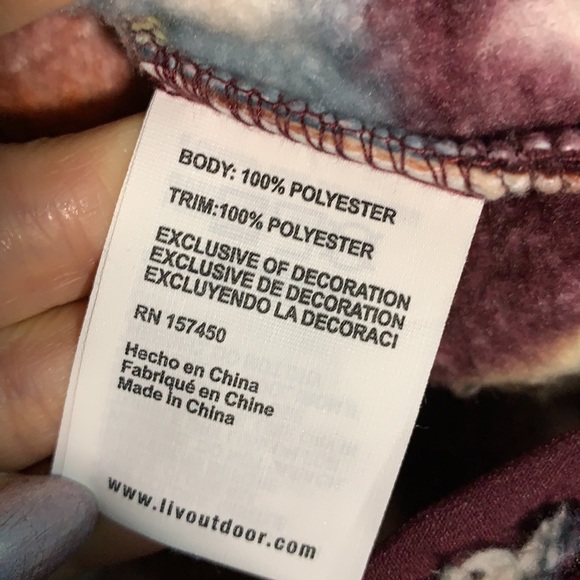 BODY: 100% POLYESTER
TRIM:100% POLYESTER
EXCLUSIVE OF DECORATION
EXCLUSIVE DE DECORATION
EXCLUYENDO LA DECORACI
RN 157450
Hecho en China
Fabriqué en Chine
Made in China
www.livoutdoor.com